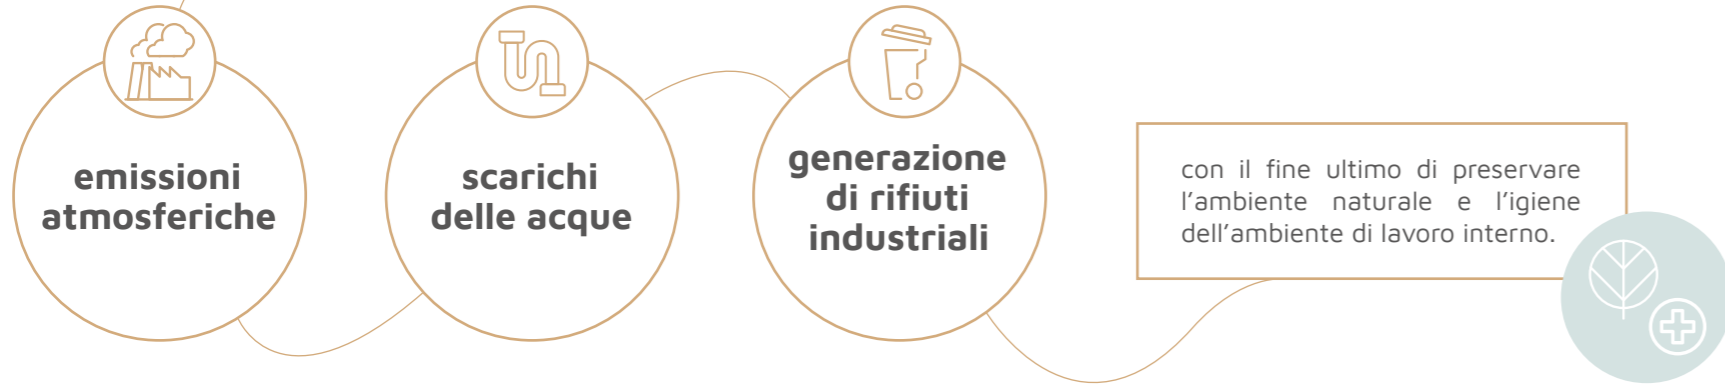 emissioni
atmosferiche
scarichi
delle acque
generazione
di rifiuti
industriali
con il fine ultimo di preservare
l’ambiente naturale e l’igiene
dell’ambiente di lavoro interno.